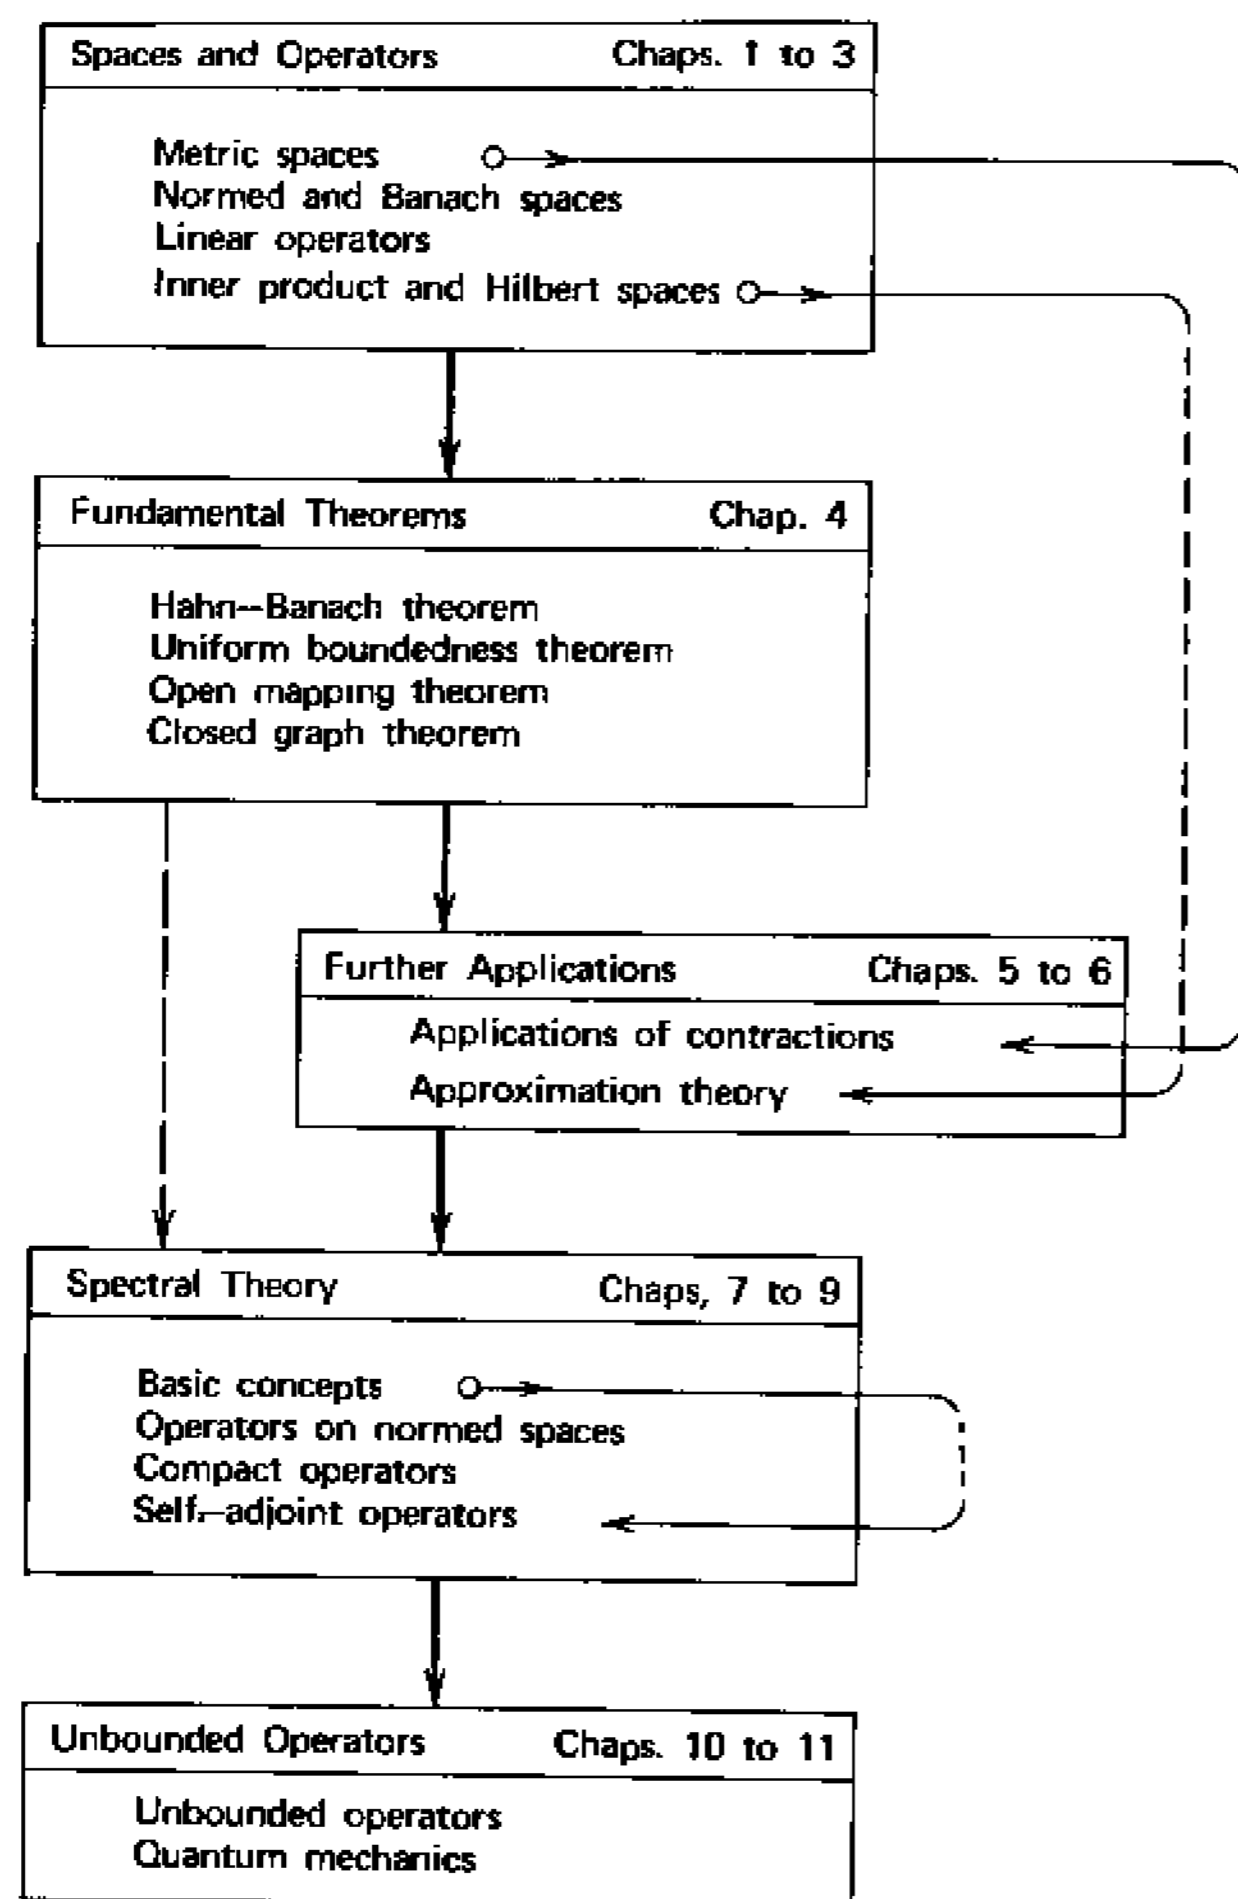 Spaces and Operators Chaps. 1 to 3
Metric spaces
Normed and Banach spaces
Linear operators
Inner product and Hilbert spaces
Fundamental Theorems Chap. 4
Hahn–Banach theorem
Uniform boundedness theorem
Open mapping theorem
Closed graph theorem
Further Applications Chaps. 5 to 6
Applications of contractions
Approximation theory
Spectral Theory Chaps, 7 to 9
Basic concepts
Operators on normed spaces
Compact operators
Self-adjoint operators
Unbounded Operators Chaps. 10 to 11
Unbounded operators
Quantum mechanics